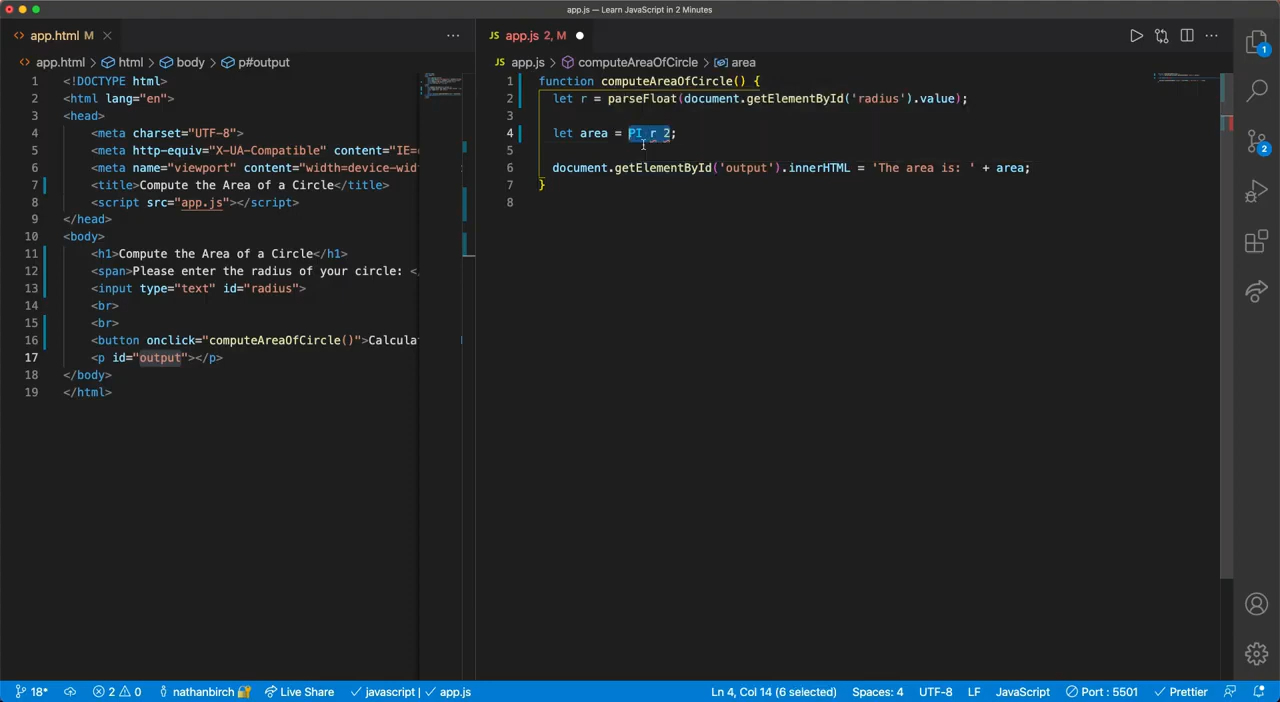 app.js — Learn JavaScript in 2 Minutes
<> app.html M ×
JS app.js 2, M ●
<> app.html > html > body > p#output
JS app.js > computeAreaOfCircle > area
1 <!DOCTYPE html>
2 <html lang="en">
3 <head>
4 <meta charset="UTF-8">
5 <meta http-equiv="X-UA-Compatible" content="IE=
6 <meta name="viewport" content="width=device-wid
7 <title>Compute the Area of a Circle</title>
8 <script src="app.js"></script>
9 </head>
10 <body>
11 <h1>Compute the Area of a Circle</h1>
12 <span>Please enter the radius of your circle: <
13 <input type="text" id="radius">
14 <br>
15 <br>
16 <button onclick="computeAreaOfCircle()">Calcula
17 <p id="output"></p>
18 </body>
19 </html>
1 function computeAreaOfCircle() {
2 let r = parseFloat(document.getElementById('radius').value);
3
4 let area = PI r 2;
5
6 document.getElementById('output').innerHTML = 'The area is: ' + area;
7 }
8
1
2
18* 2 0 nathanbirch Live Share javascript | app.js Ln 4, Col 14 (6 selected) Spaces: 4 UTF-8 LF JavaScript Port : 5501 Prettier